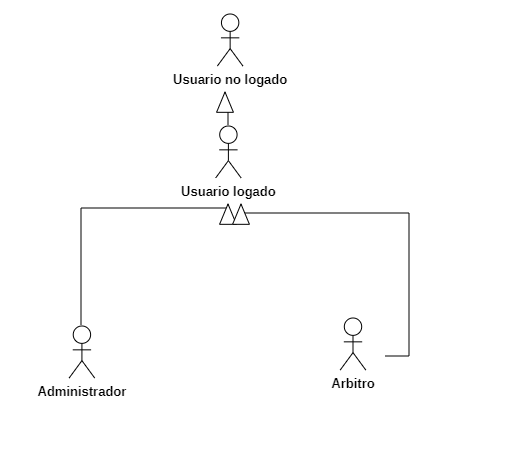 Usuario no logado
Usuario logado
Administrador
Arbitro